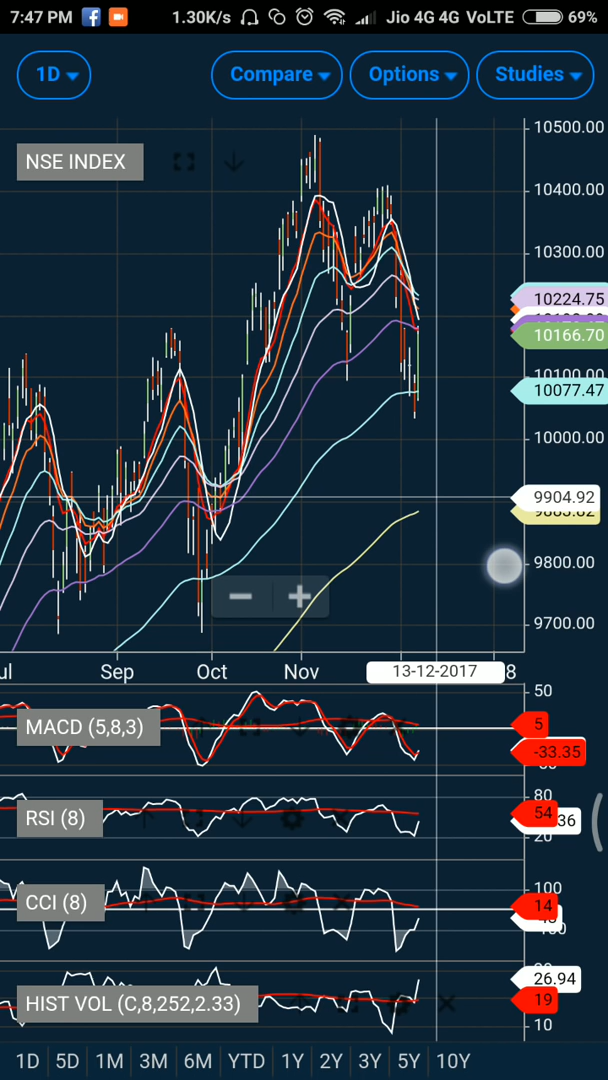 7:47 PM 1.30K/s Jio 4G 4G VoLTE 69%
1D Compare Options Studies
10500.00
NSE INDEX
10400.00
10300.00
10224.75
10166.70
10100.00
10077.47
10000.00
9904.92
9800.00
9700.00
Sep Oct Nov 13-12-2017 8
50
MACD (5,8,3)
5
-33.35
80
RSI (8)
54
36
20
CCI (8)
100
14
HIST VOL (C,8,252,2.33)
26.94
19
10
1D 5D 1M 3M 6M YTD 1Y 2Y 3Y 5Y 10Y